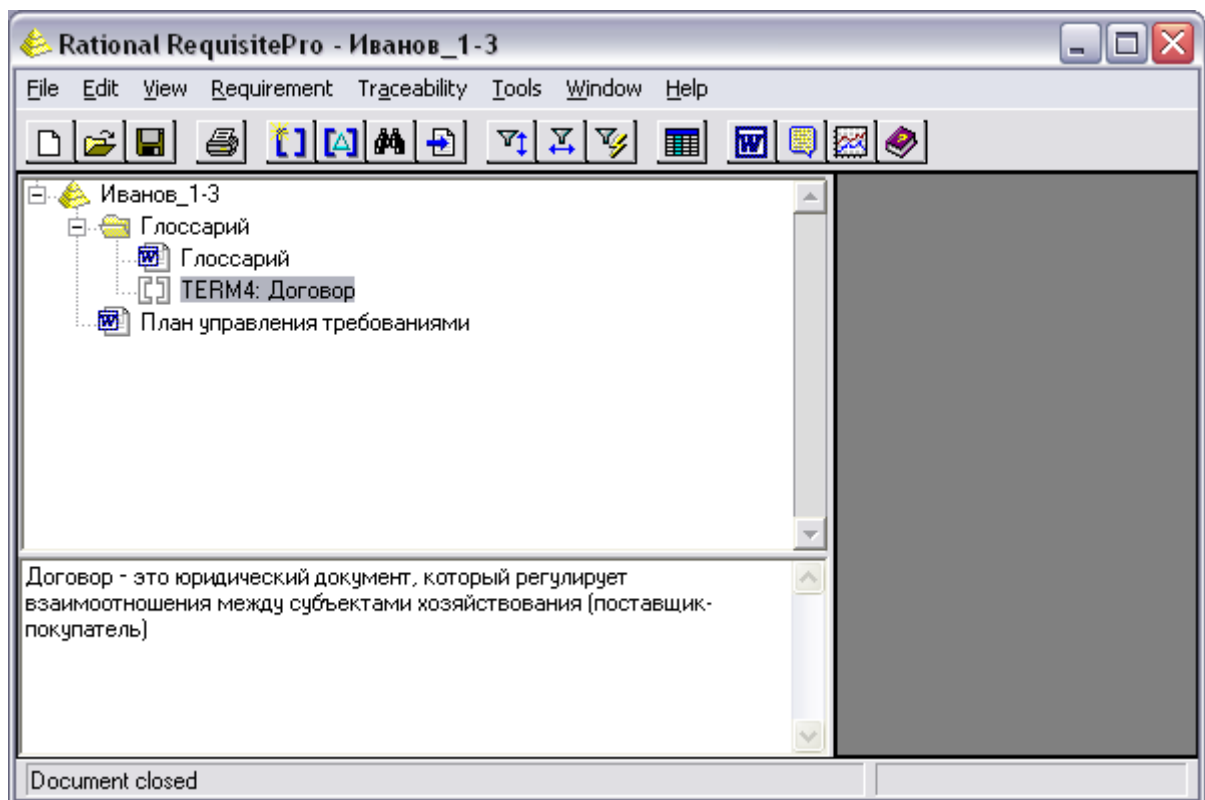 Rational RequisitePro - Иванов_1-3
File Edit View Requirement Traceability Tools Window Help
Иванов_1-3
Глоссарий
Глоссарий
TERM4: Договор
План управления требованиями
Договор - это юридический документ, который регулирует
взаимоотношения между субъектами хозяйствования (поставщик-
покупатель)
Document closed